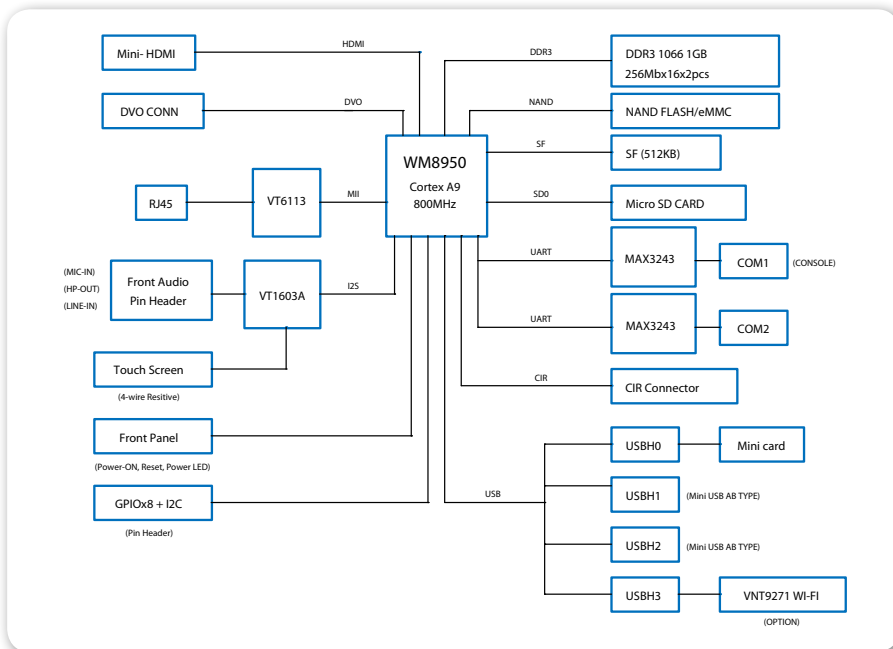 HDMI
Mini- HDMI
DDR3
DDR3 1066 1GB
256Mbx16x2pcs
DVO CONN
DVO
NAND
NAND FLASH/eMMC
WM8950
Cortex A9
800MHz
SF
SF (512KB)
RJ45
VT6113
MII
SD0
Micro SD CARD
UART
MAX3243
COM1
(CONSOLE)
(MIC-IN)
(HP-OUT)
(LINE-IN)
Front Audio
Pin Header
VT1603A
I2S
UART
MAX3243
COM2
Touch Screen
(4-wire Resitive)
CIR
CIR Connector
Front Panel
(Power-ON, Reset, Power LED)
USBH0
Mini card
GPIOx8 + I2C
(Pin Header)
USB
USBH1
(Mini USB AB TYPE)
USBH2
(Mini USB AB TYPE)
USBH3
VNT9271 WI-FI
(OPTION)